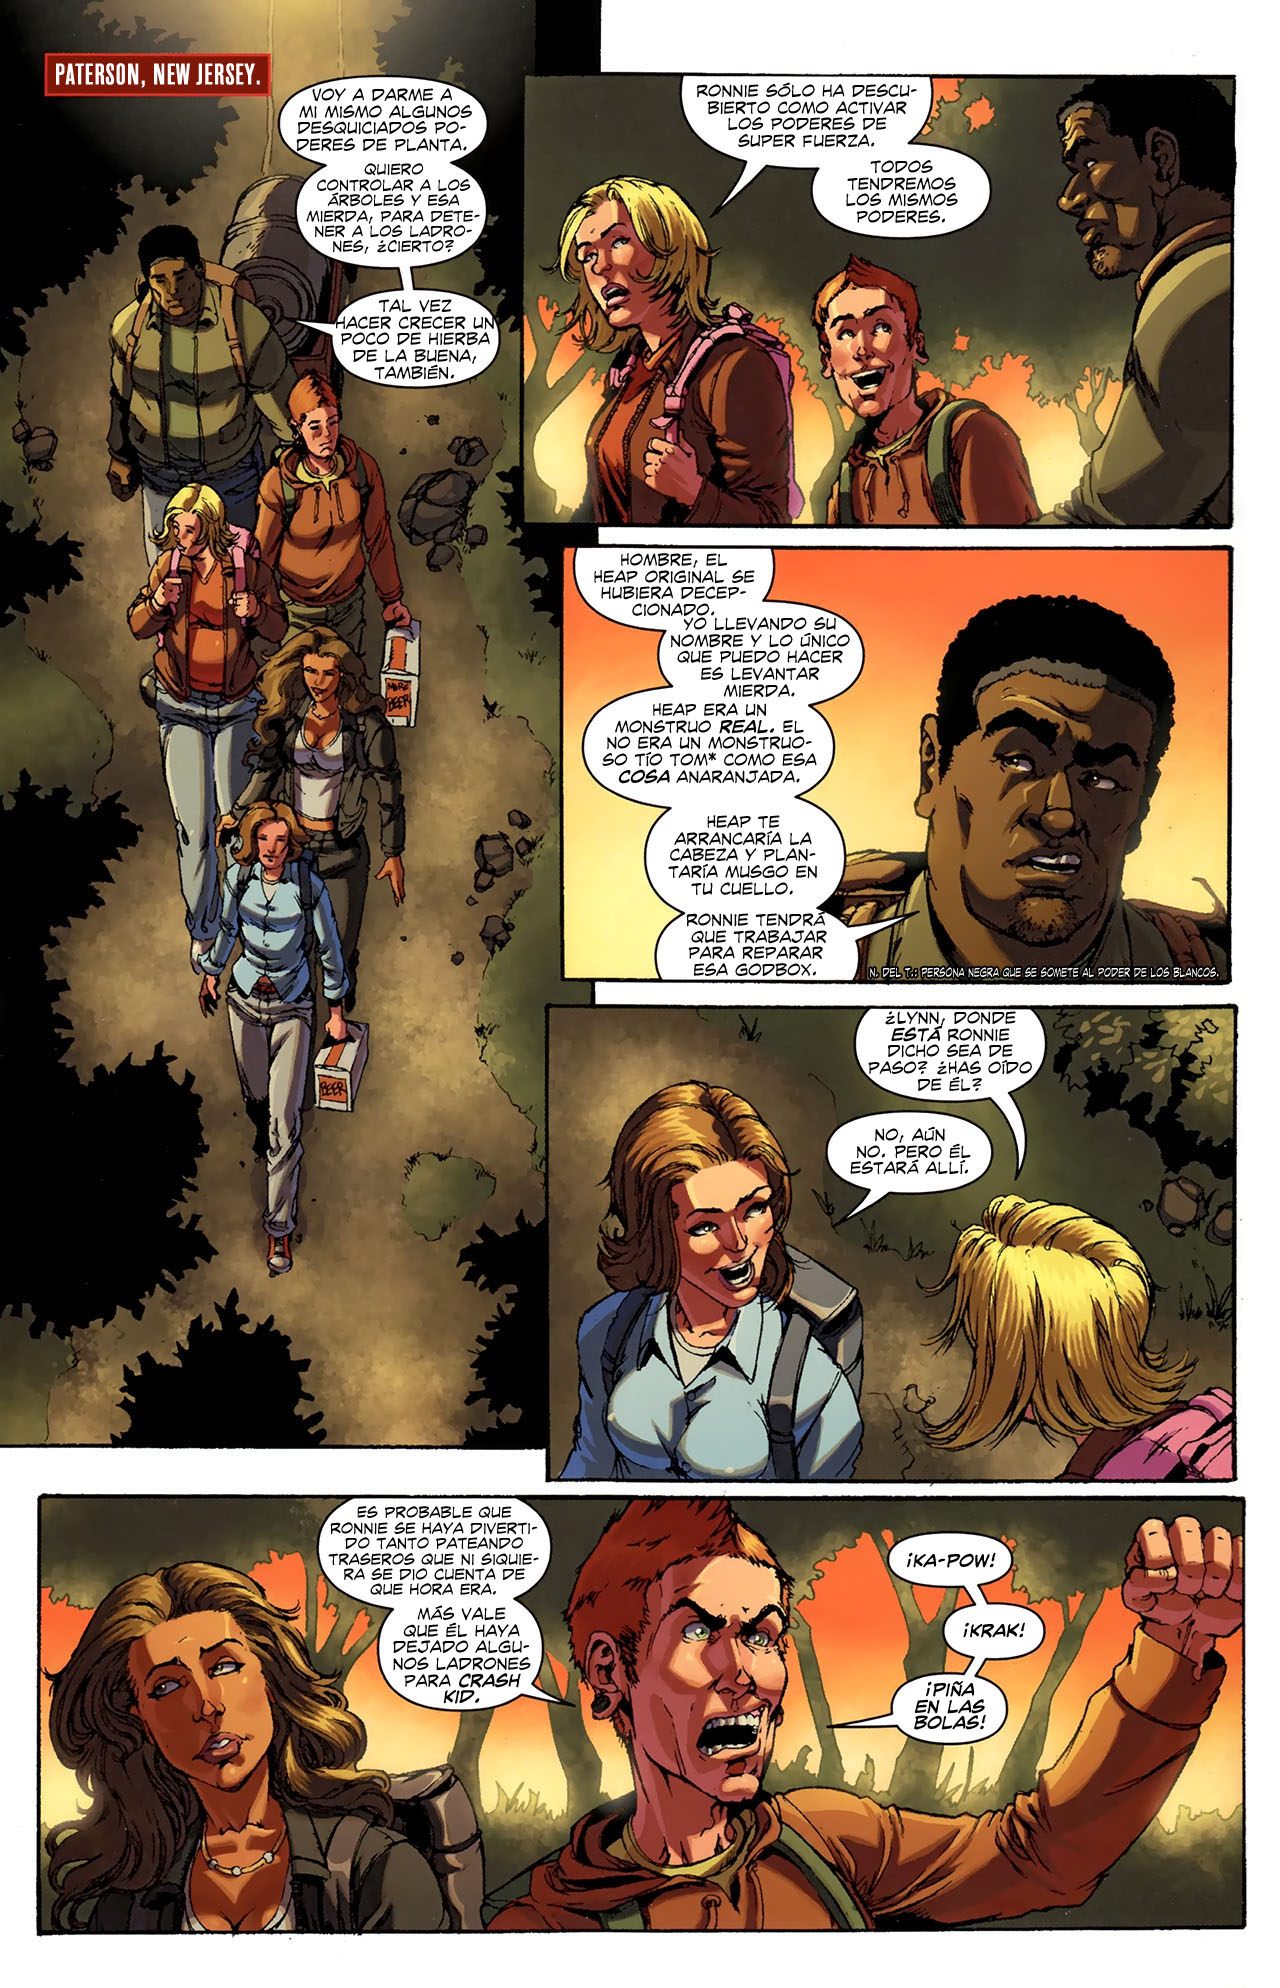 PATERSON, NEW JERSEY.
VOY A DARME A
MI MISMO ALGUNOS
DESQUICIADOS PO-
DERES DE PLANTA.
QUIERO
CONTROLAR A LOS
ÁRBOLES Y ESA
MIERDA, PARA DETE-
NER A LOS LADRO-
NES, ¿CIERTO?
TAL VEZ
HACER CRECER UN
POCO DE HIERBA
DE LA BUENA,
TAMBIÉN.
MORE
BEER
BEER
RONNIE SÓLO HA DESCU-
BIERTO COMO ACTIVAR
LOS PODERES DE
SUPER FUERZA.
TODOS
TENDREMOS
LOS MISMOS
PODERES.
HOMBRE, EL
HEAP ORIGINAL SE
HUBIERA DECEP-
CIONADO.
YO LLEVANDO SU
NOMBRE Y LO ÚNICO
QUE PUEDO HACER
ES LEVANTAR
MIERDA.
HEAP ERA UN
MONSTRUO REAL. EL
NO ERA UN MONSTRUO-
SO TÍO TOM* COMO ESA
COSA ANARANJADA.
HEAP TE
ARRANCARÍA LA
CABEZA Y PLAN-
TARÍA MUSGO EN
TU CUELLO.
RONNIE TENDRÁ
QUE TRABAJAR
PARA REPARAR
ESA GODBOX.
N. DEL T.: PERSONA NEGRA QUE SE SOMETE AL PODER DE LOS BLANCOS.
¿LYNN, DONDE
ESTÁ RONNIE
DICHO SEA DE
PASO? ¿HAS OÍDO
DE ÉL?
NO, AÚN
NO. PERO ÉL
ESTARÁ ALLÍ.
ES PROBABLE QUE
RONNIE SE HAYA DIVERTI-
DO TANTO PATEANDO
TRASEROS QUE NI SIQUIE-
RA SE DIO CUENTA DE
QUE HORA ERA.
MÁS VALE
QUE ÉL HAYA
DEJADO ALGU-
NOS LADRONES
PARA CRASH
KID.
¡KA-POW!
¡KRAK!
¡PIÑA
EN LAS
BOLAS!